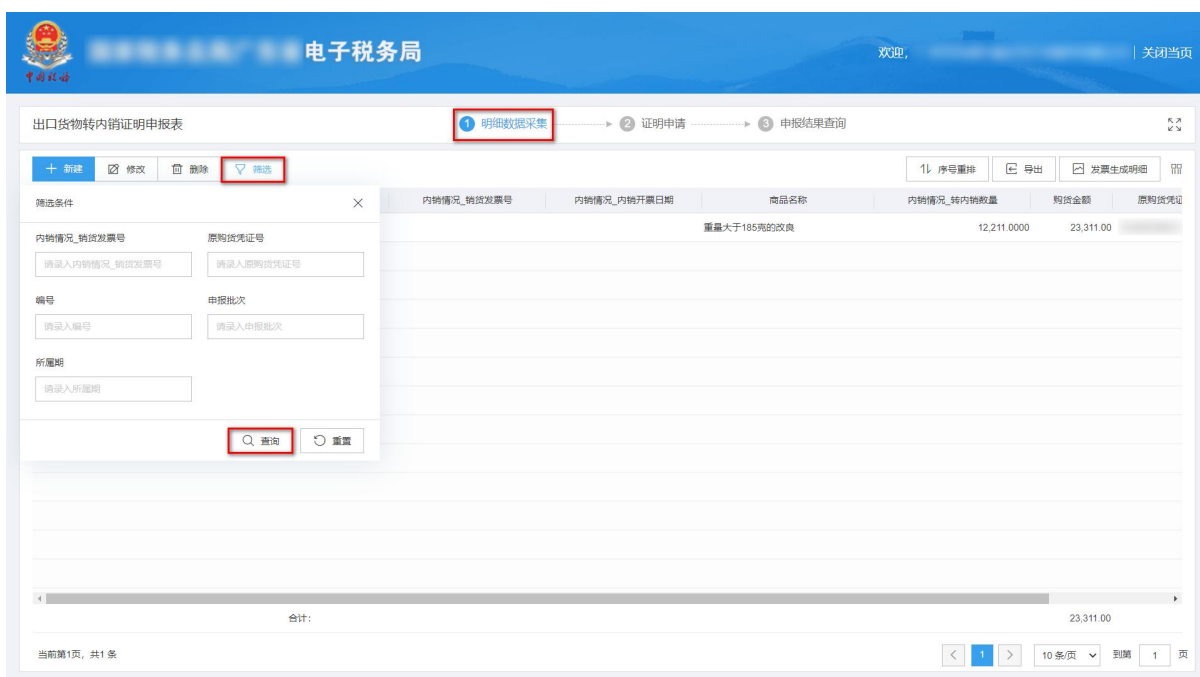 电子税务局
欢迎,
关闭当页
中国税务
出口货物转内销证明申报表
1 明细数据采集
2 证明申请
3 申报结果查询
新建 修改 删除 筛选
序号重排 导出 发票生成明细
筛选条件
内销情况_销货发票号 内销情况_内销开票日期 商品名称 内销情况_转内销数量 购货金额 原购货凭证
重量大于185克的改良 12,211.0000 23,311.00
内销情况_销货发票号 原购货凭证号
请录入内销情况_销货发票号 请录入原购货凭证号
编号 申报批次
请录入编号 请录入申报批次
所属期
请录入所属期
查询 重置
合计: 23,311.00
当前第1页,共1条
1
10条/页
到第 1 页